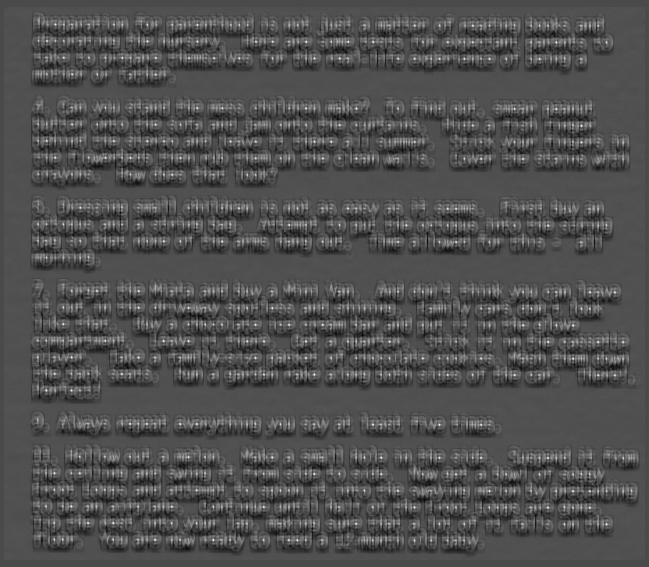 Preparation for parenthood is not just a matter of reading books and
decorating the nursery. Here are some tests for expectant parents to
take to prepare themselves for the real-life experience of being a
mother or father.
4. Can you stand the mess children make? To find out, smear peanut
butter onto the sofa and jam onto the curtains.
behind the stereo and leave it there all summer. Stick your fingers in
the flowerbeds then rub them on the clean walls. Cover the stains with
crayons. How does that look?
5. Dressing small children is not as easy as it seems. First buy an
octopus and a string bag. Attempt to put the octopus into the string
bag so that none of the arms hang out. Time allowed for this - all
morning.
7. Forget the Miata and buy a Mini Van. And don't think you can leave
it out in the driveway spotless and shining. Family cars don't look
like that. Buy a chocolate ice cream bar and put it in the glove
compartment. Leave it there. Get a quarter. Stick it in the cassette
player. Take a family-size packet of chocolate cookies. Mash them down
the back seats. Run a garden rake along both sides of the car. There!
Perfect!
9. Always repeat everything you say at least five times.
11. Hollow out a melon. Make a small hole in the side. Suspend it from
the ceiling and swing it from side to side. Now get a bowl of soggy
Froot Loops and attempt to spoon it into the swaying melon by pretending
to be an airplane. Continue until half of the Froot Loops are gone.
Tip the rest into your lap, making sure that a lot of it falls on the
floor. You are now ready to feed a 12-month old baby.